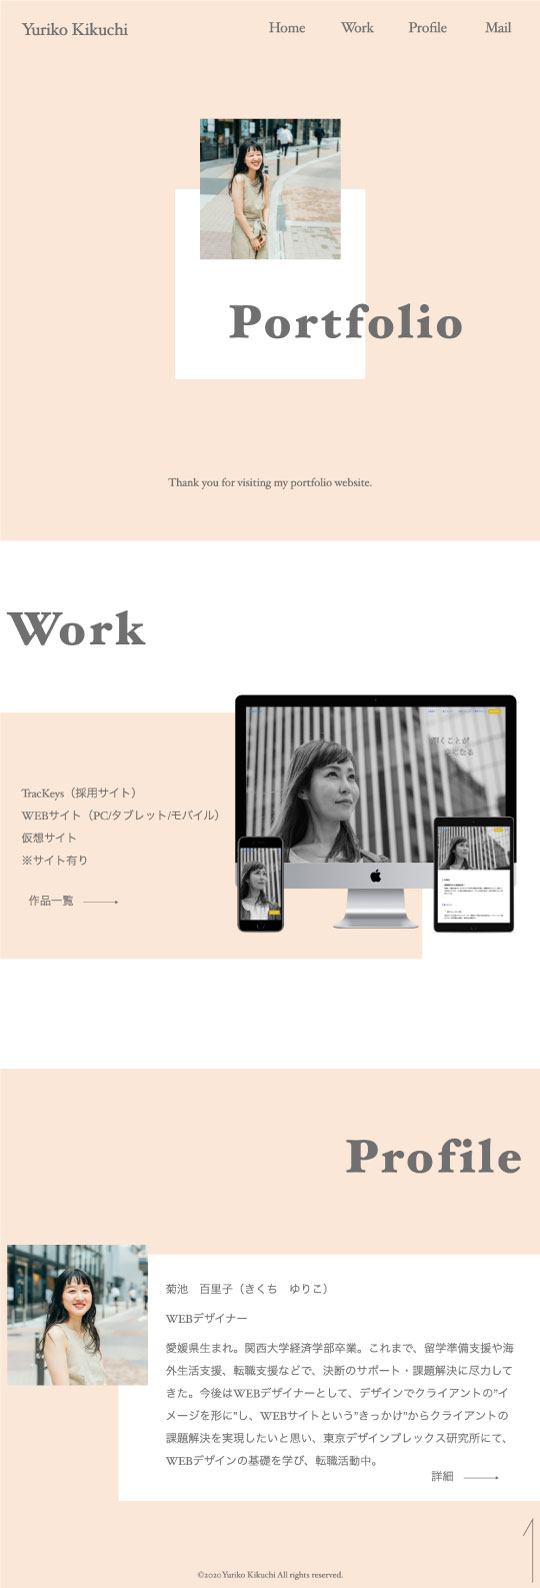 Yuriko Kikuchi
Home Work Profile Mail
Portfolio
Thank you for visiting my portfolio website.
Work
TracKeys（採用サイト）
WEBサイト（PC/タブレット/モバイル）
仮想サイト
※サイト有り
作品一覧
Profile
菊池　百里子（きくち　ゆりこ）
WEBデザイナー
愛媛県生まれ。関西大学経済学部卒業。これまで、留学準備支援や海
外生活支援、転職支援などで、決断のサポート・課題解決に尽力して
きた。今後はWEBデザイナーとして、デザインでクライアントの”イ
メージを形に”し、WEBサイトという”きっかけ”からクライアントの
課題解決を実現したいと思い、東京デザインプレックス研究所にて、
WEBデザインの基礎を学び、転職活動中。
詳細
©2020 Yuriko Kikuchi All rights reserved.